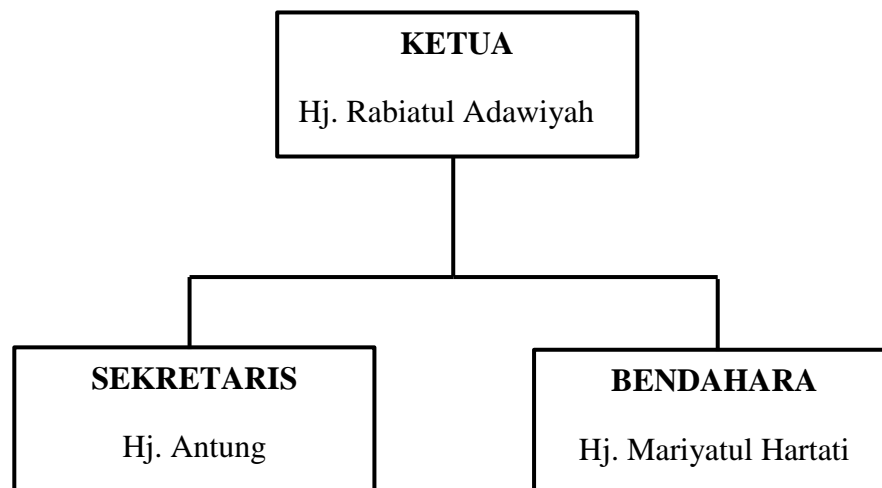 KETUA
Hj. Rabiatul Adawiyah
SEKRETARIS
Hj. Antung
BENDAHARA
Hj. Mariyatul Hartati